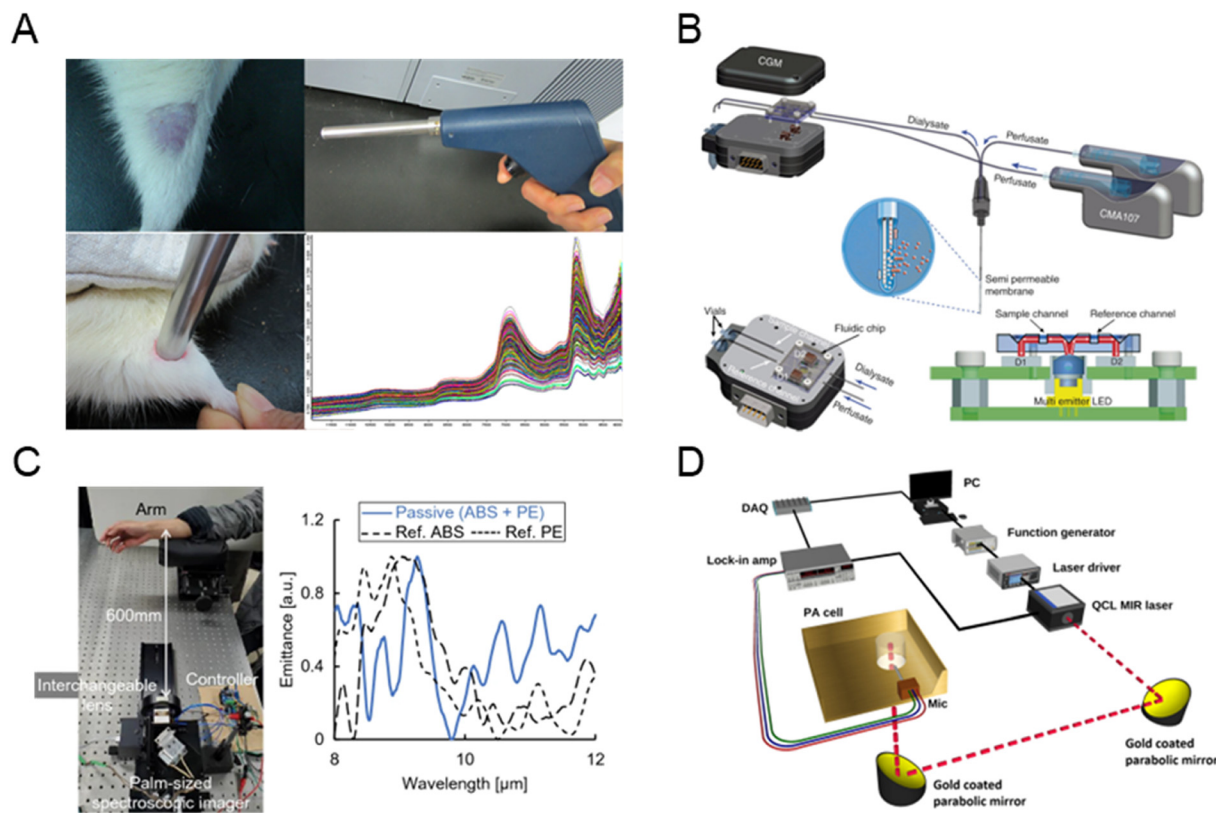 A
B
CGM
Dialysate
Perfusate
Perfusate
CMA107
Semi permeable
membrane
Vials
Fluidic chip
Dialysate
Perfusate
Sample channel
Reference channel
D1
D2
Multi emitter LED
C
Arm
600mm
Interchangeable
lens
Controller
Palm-sized
spectroscopic imager
Passive (ABS + PE)
Ref. ABS
Ref. PE
Emittance [a.u.]
1.2
0.8
0.4
0
8
10
12
Wavelength [µm]
D
PC
DAQ
Function generator
Lock-in amp
Laser driver
QCL MIR laser
PA cell
Mic
Gold coated
parabolic mirror
Gold coated
parabolic mirror